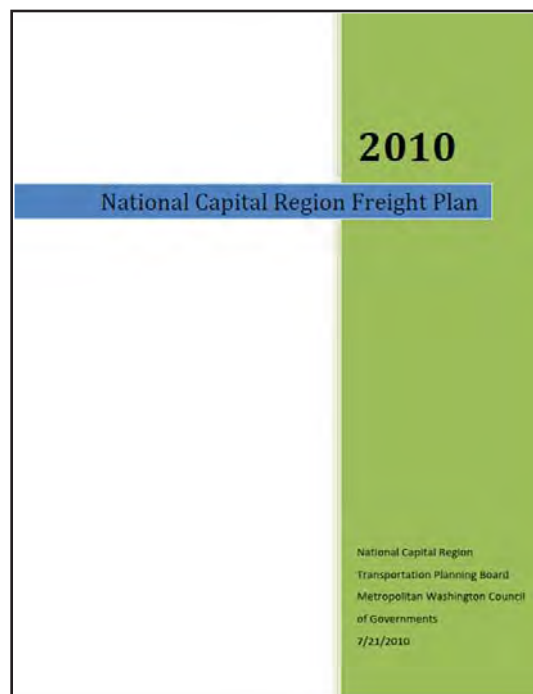 2010
National Capital Region Freight Plan
National Capital Region
Transportation Planning Board
Metropolitan Washington Council
of Governments
7/21/2010